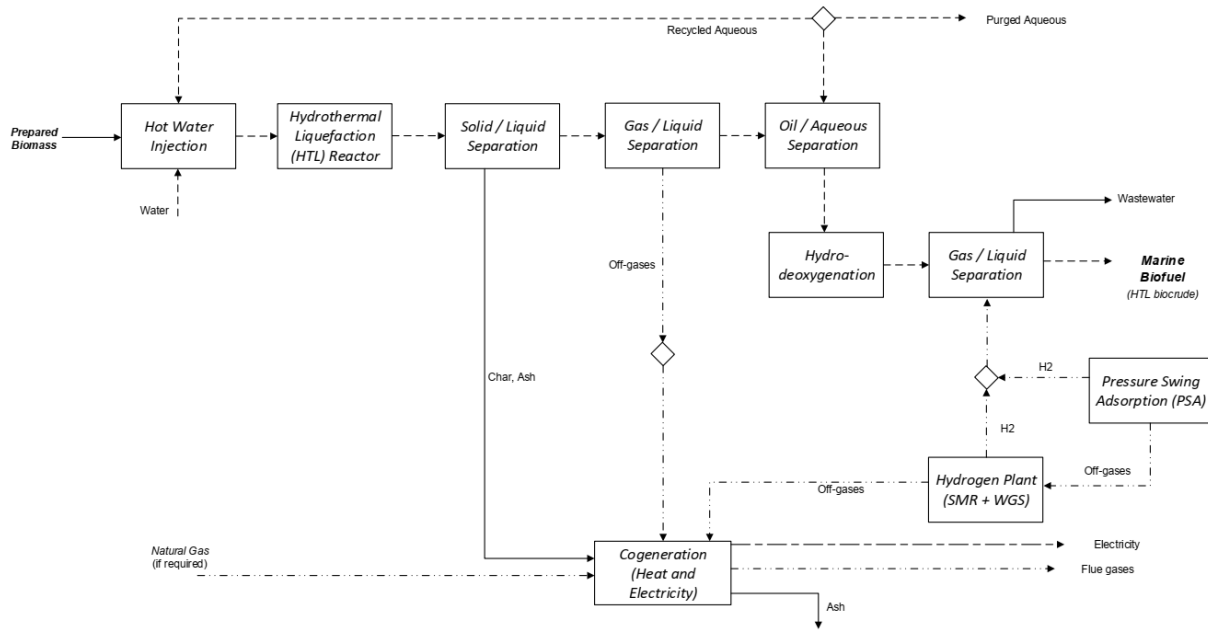 Purged Aqueous
Recycled Aqueous
Prepared
Biomass
Hot Water
Injection
Hydrothermal
Liquefaction
(HTL) Reactor
Solid / Liquid
Separation
Gas / Liquid
Separation
Oil / Aqueous
Separation
Water
Wastewater
Off-gases
Hydro-
deoxygenation
Gas / Liquid
Separation
Marine
Biofuel
(HTL biocrude)
Char, Ash
H2
Pressure Swing
Adsorption (PSA)
H2
Off-gases
Hydrogen Plant
(SMR + WGS)
Off-gases
Natural Gas
(if required)
Cogeneration
(Heat and
Electricity)
Electricity
Flue gases
Ash